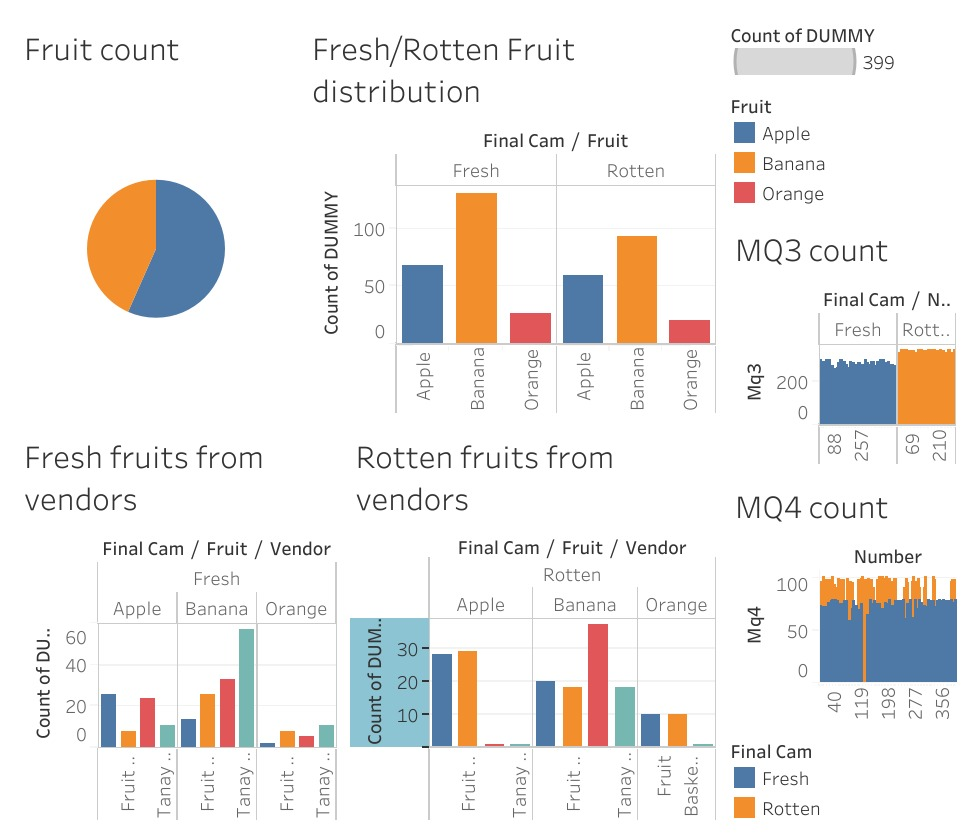 Fruit count
Fresh/Rotten Fruit
distribution
Final Cam / Fruit
Fresh
Rotten
Count of DUMMY
100
50
0
Apple
Banana
Orange
Apple
Banana
Orange
Count of DUMMY
399
Fruit
Apple
Banana
Orange
MQ3 count
Final Cam / N..
Fresh
Rott..
Mq3
200
0
88
257
69
210
Fresh fruits from
vendors
Final Cam / Fruit / Vendor
Fresh
Apple
Banana
Orange
Count of DU..
60
40
20
0
Fruit ..
Tanay ..
Fruit ..
Tanay ..
Fruit ..
Tanay ..
Rotten fruits from
vendors
Final Cam / Fruit / Vendor
Rotten
Apple
Banana
Orange
Count of DUM..
30
20
10
Fruit ..
Tanay ..
Fruit ..
Tanay ..
Fruit
Baske..
MQ4 count
Number
Mq4
100
50
0
40
119
198
277
356
Final Cam
Fresh
Rotten